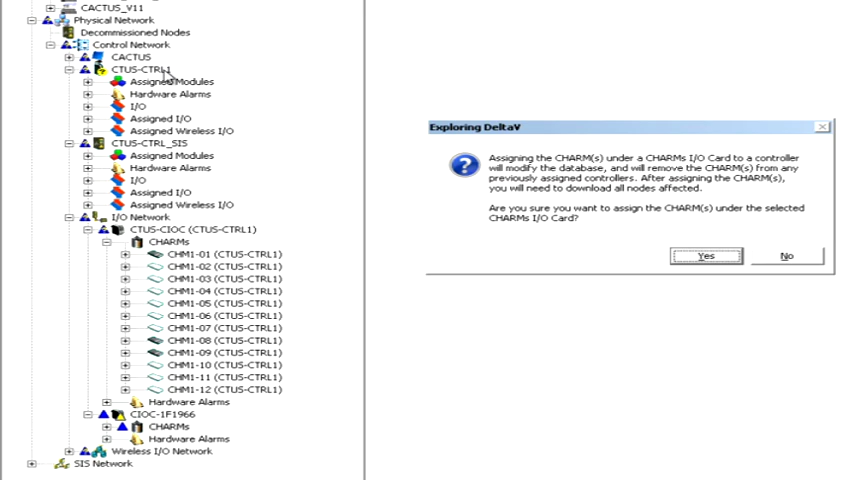 CACTUS_V11
Physical Network
Decommissioned Nodes
Control Network
CACTUS
CTUS-CTRL1
Assigned Modules
Hardware Alarms
I/O
Assigned I/O
Assigned Wireless I/O
CTUS-CTRL_SIS
Assigned Modules
Hardware Alarms
I/O
Assigned I/O
Assigned Wireless I/O
I/O Network
CTUS-CIOC (CTUS-CTRL1)
CHARMs
CHM1-01 (CTUS-CTRL1)
CHM1-02 (CTUS-CTRL1)
CHM1-03 (CTUS-CTRL1)
CHM1-04 (CTUS-CTRL1)
CHM1-05 (CTUS-CTRL1)
CHM1-06 (CTUS-CTRL1)
CHM1-07 (CTUS-CTRL1)
CHM1-08 (CTUS-CTRL1)
CHM1-09 (CTUS-CTRL1)
CHM1-10 (CTUS-CTRL1)
CHM1-11 (CTUS-CTRL1)
CHM1-12 (CTUS-CTRL1)
Hardware Alarms
CIOC-1F1966
CHARMs
Hardware Alarms
Wireless I/O Network
SIS Network
Exploring DeltaV
Assigning the CHARM(s) under a CHARMs I/O Card to a controller
will modify the database, and will remove the CHARM(s) from any
previously assigned controllers. After assigning the CHARM(s),
you will need to download all nodes affected.
Are you sure you want to assign the CHARM(s) under the selected
CHARMs I/O Card?
Yes
No